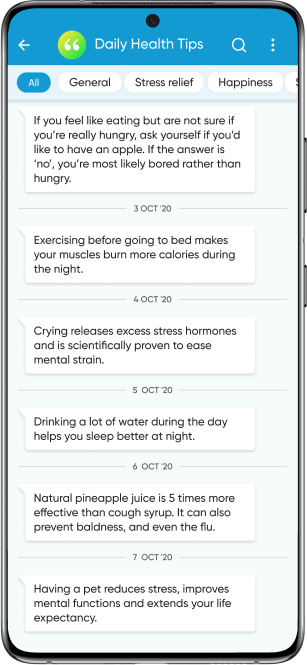 Daily Health Tips
All General Stress relief Happiness
If you feel like eating but are not sure if
you're really hungry, ask yourself if you'd
like to have an apple. If the answer is
'no', you're most likely bored rather than
hungry.
3 OCT '20
Exercising before going to bed makes
your muscles burn more calories during
the night.
4 OCT '20
Crying releases excess stress hormones
and is scientifically proven to ease
mental strain.
5 OCT '20
Drinking a lot of water during the day
helps you sleep better at night.
6 OCT '20
Natural pineapple juice is 5 times more
effective than cough syrup. It can also
prevent baldness, and even the flu.
7 OCT '20
Having a pet reduces stress, improves
mental functions and extends your life
expectancy.